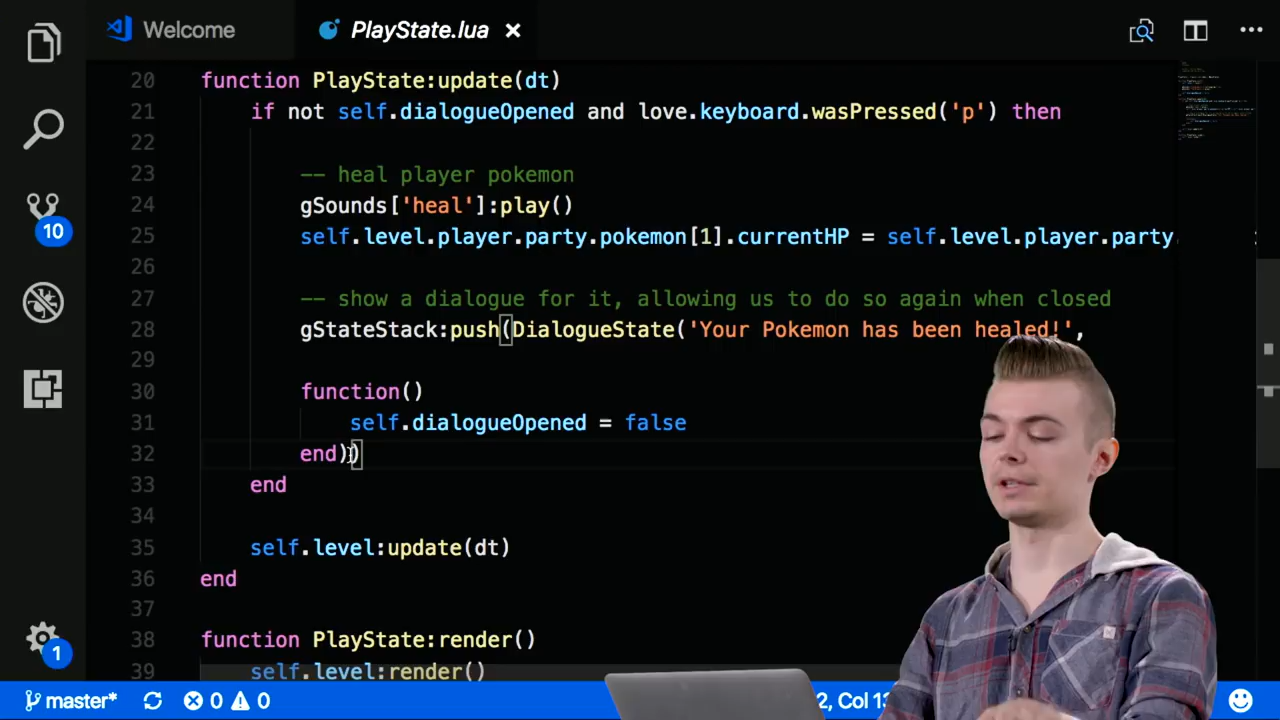 Welcome
PlayState.lua
20 function PlayState:update(dt)
21 if not self.dialogueOpened and love.keyboard.wasPressed('p') then
22
23 -- heal player pokemon
24 gSounds['heal']:play()
25 self.level.player.party.pokemon[1].currentHP = self.level.player.party.
26
27 -- show a dialogue for it, allowing us to do so again when closed
28 gStateStack:push(DialogueState('Your Pokemon has been healed!',
29
30 function()
31 self.dialogueOpened = false
32 end))
33 end
34
35 self.level:update(dt)
36 end
37
38 function PlayState:render()
39 self.level:render()
10
1
master* 0 0 2, Col 13